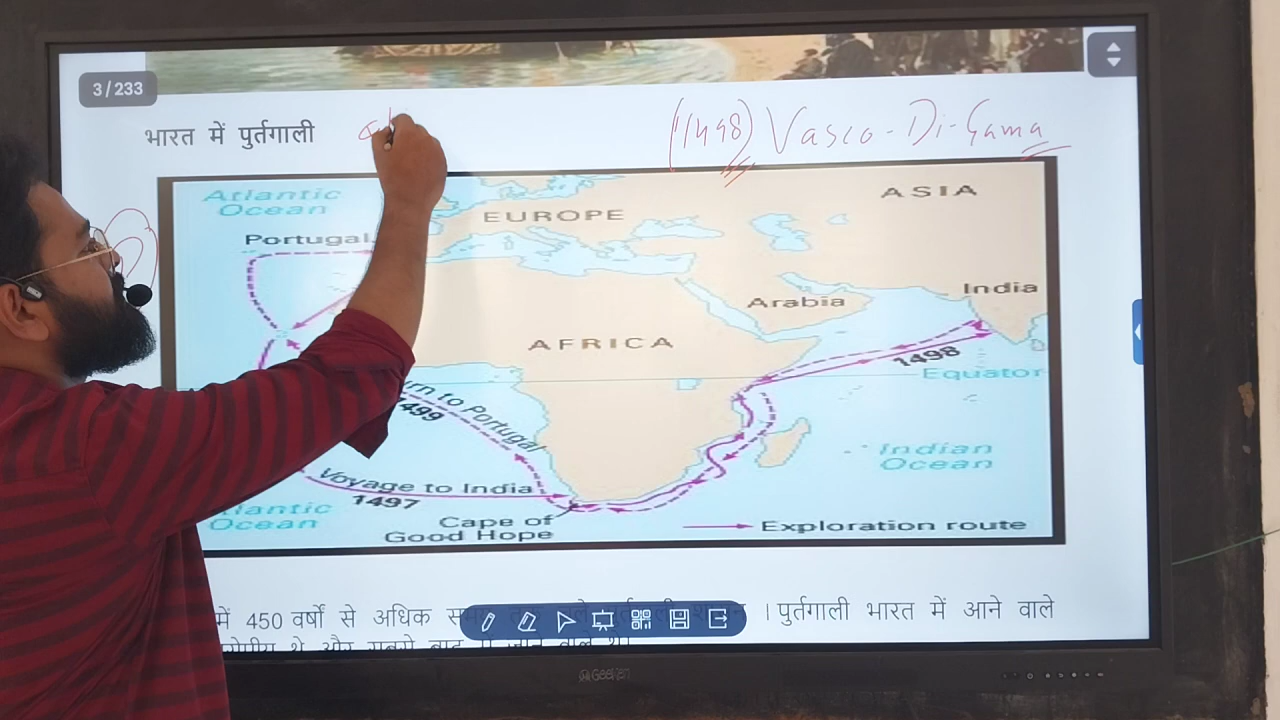 3/233
भारत में पुर्तगाली
(1498) Vasco-Di-Gama
Atlantic
Ocean
EUROPE
ASIA
Portugal
Arabia
India
AFRICA
1498
Equator
to Portugal
Indian
Ocean
Voyage to India
1497
Ocean
Cape of
Good Hope
Exploration route
में 450 वर्षों से अधिक । पुर्तगाली भारत में आने वाले